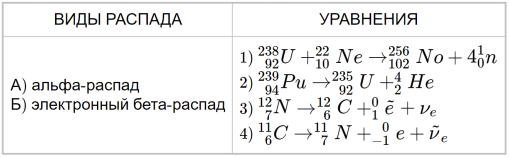 ВИДЫ РАСПАДА
УРАВНЕНИЯ
А) альфа-распад
Б) электронный бета-распад
1) ²³⁸₉₂U + ²²₁₀Ne → ²⁵⁶₁₀₂No + 4¹₀n
2) ²³⁹₉₄Pu → ²³⁵₉₂U + ⁴₂He
3) ¹²₇N → ¹²₆C + ⁰₁ẽ + νₑ
4) ¹¹₆C → ¹¹₇N + ⁰₋₁e + ν̃ₑ